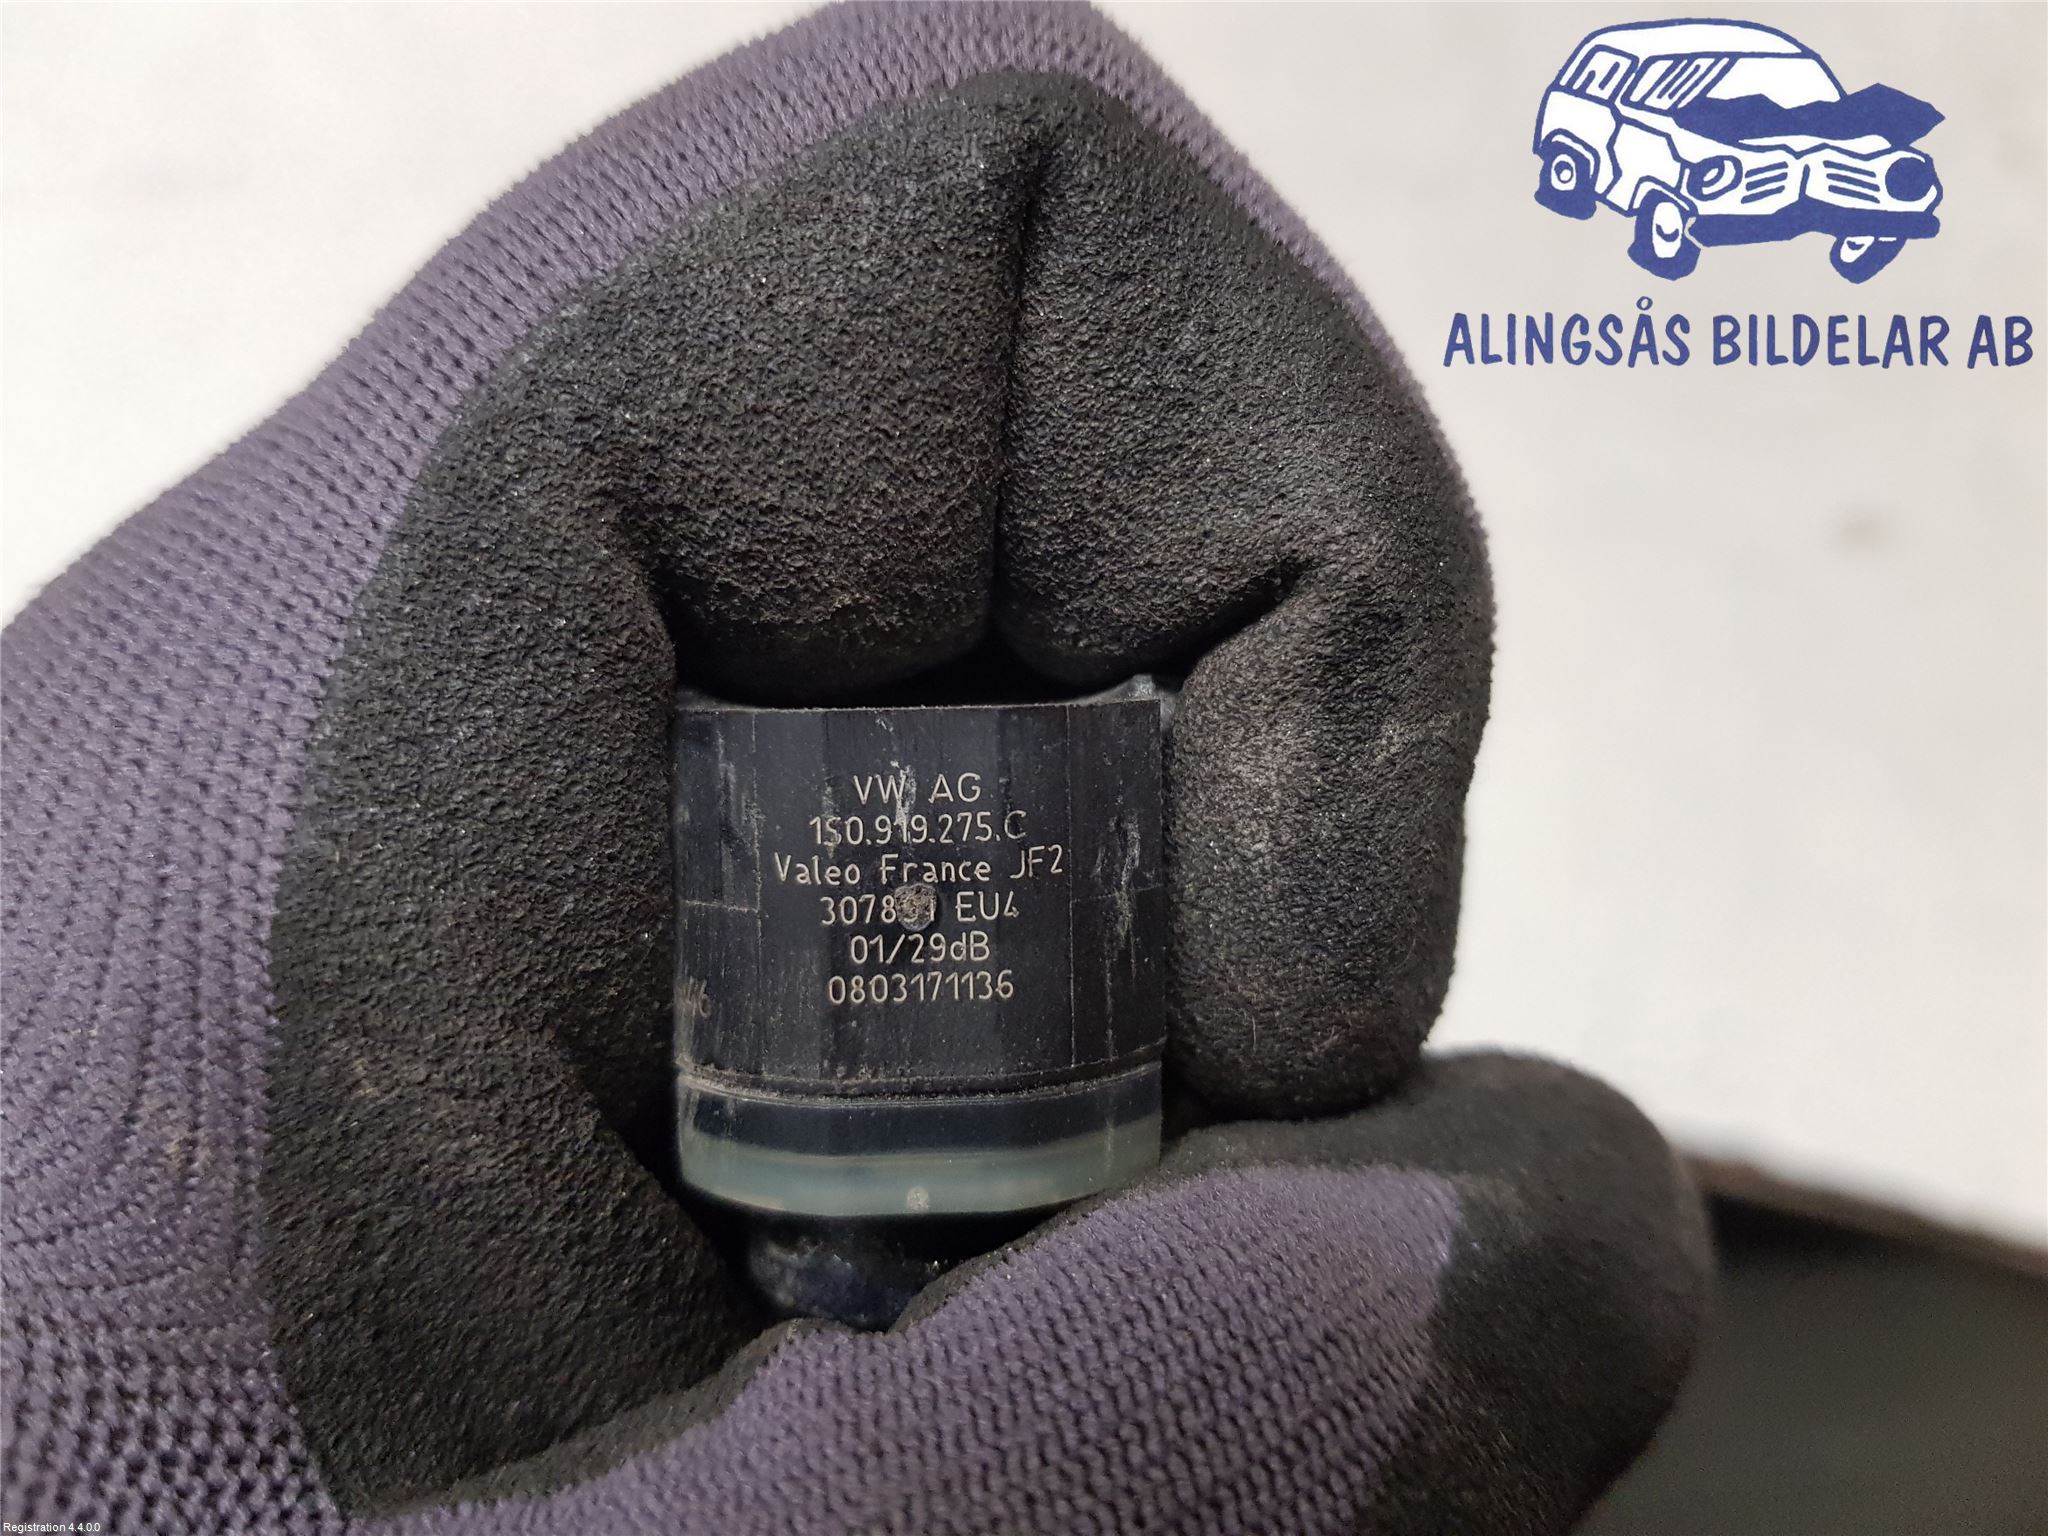 ALINGSÅS BILDELAR AB
VW AG
1S0.919.275.C
Valeo France JF2
EU4
01/29dB
0803171136
Registration 4.4.0.0